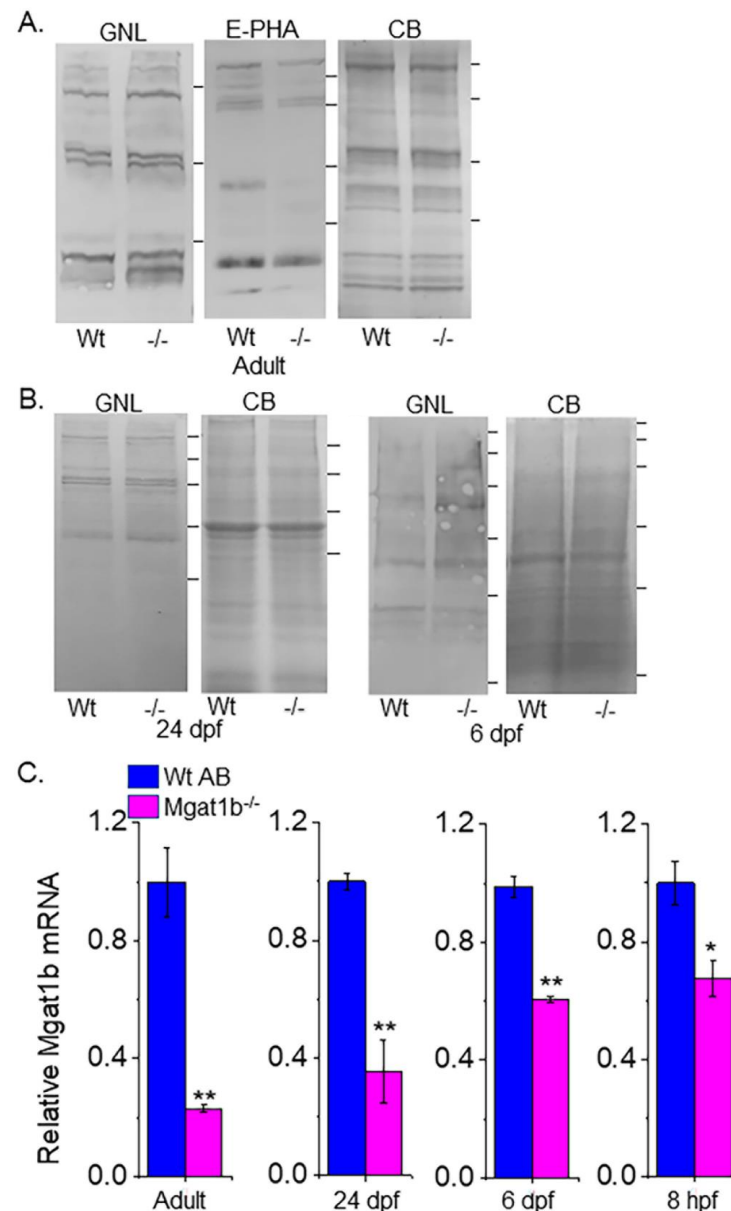 A.
GNL E-PHA CB
Wt -/- Wt -/- Wt -/-
Adult
B.
GNL CB GNL CB
Wt -/- Wt -/- Wt -/- Wt -/-
24 dpf 6 dpf
C.
Wt AB
Mgat1b-/-
Relative Mgat1b mRNA
1.2 1.2 1.2 1.2
0.8 0.8 0.8 0.8
** ** ** *
0.4 0.4 0.4 0.4
0.0 0.0 0.0 0.0
Adult 24 dpf 6 dpf 8 hpf